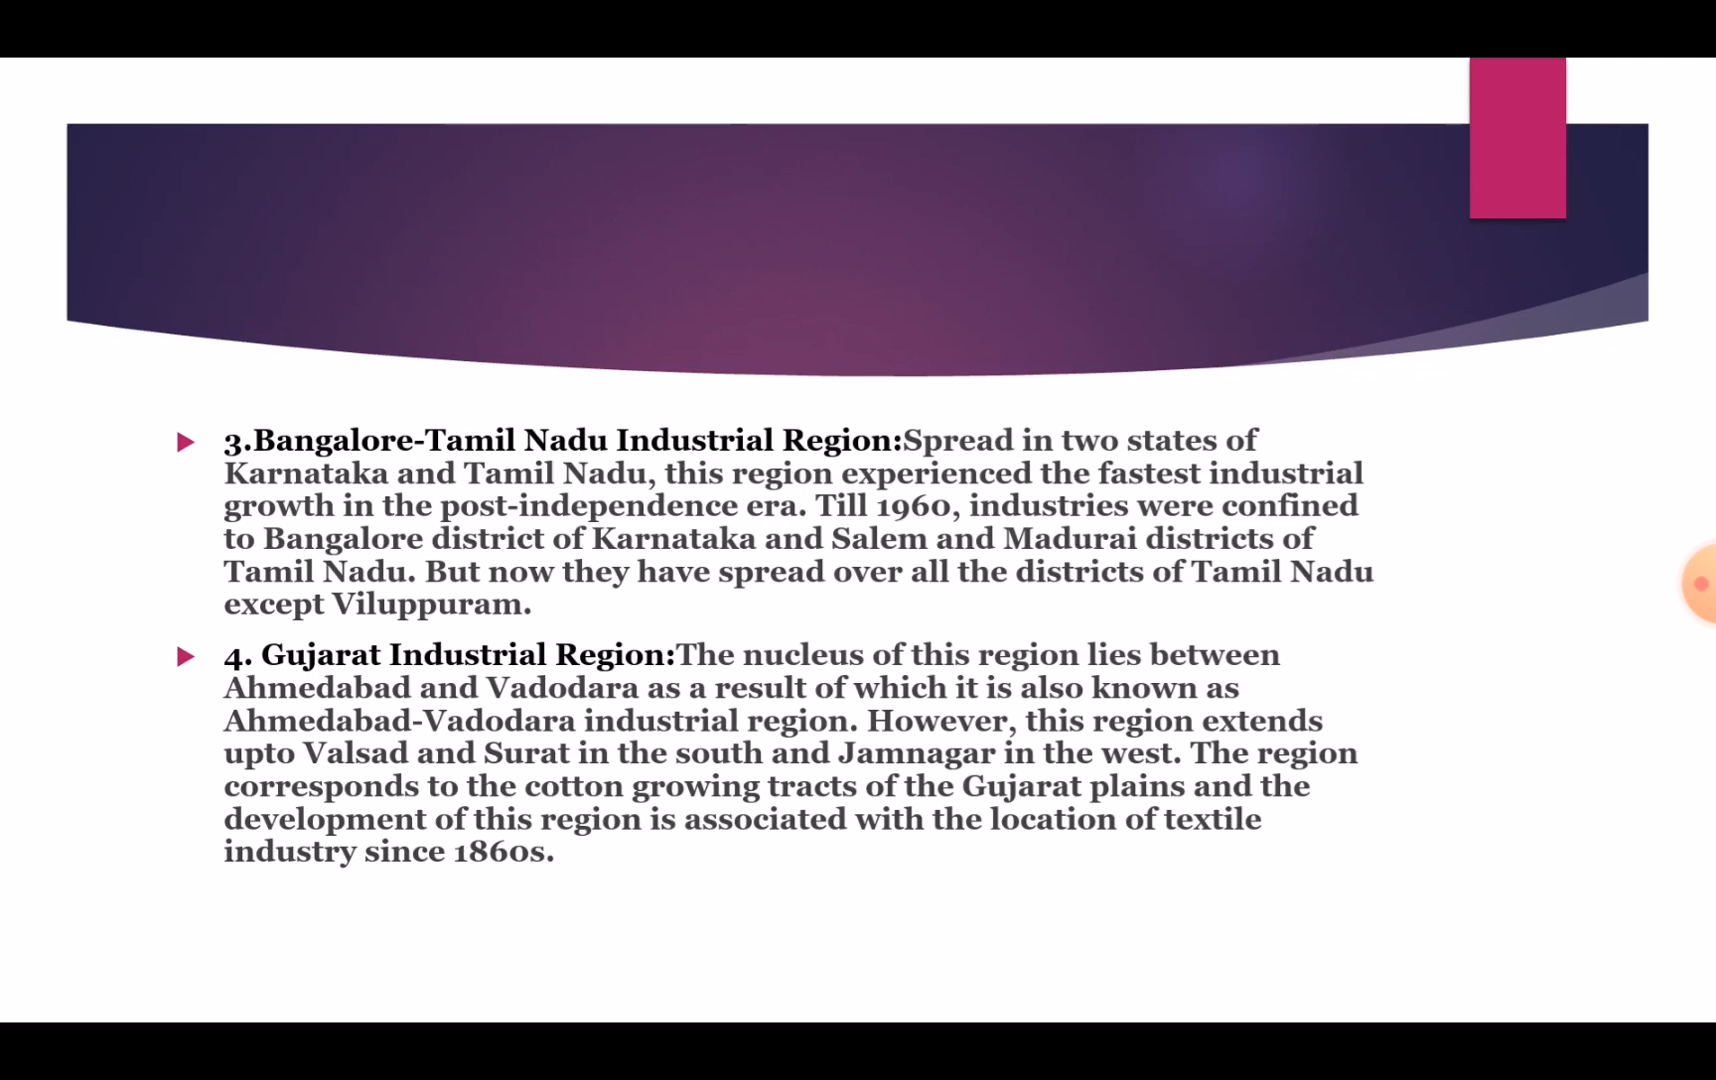 3.Bangalore-Tamil Nadu Industrial Region:Spread in two states of
Karnataka and Tamil Nadu, this region experienced the fastest industrial
growth in the post-independence era. Till 1960, industries were confined
to Bangalore district of Karnataka and Salem and Madurai districts of
Tamil Nadu. But now they have spread over all the districts of Tamil Nadu
except Viluppuram.
4. Gujarat Industrial Region:The nucleus of this region lies between
Ahmedabad and Vadodara as a result of which it is also known as
Ahmedabad-Vadodara industrial region. However, this region extends
upto Valsad and Surat in the south and Jamnagar in the west. The region
corresponds to the cotton growing tracts of the Gujarat plains and the
development of this region is associated with the location of textile
industry since 1860s.